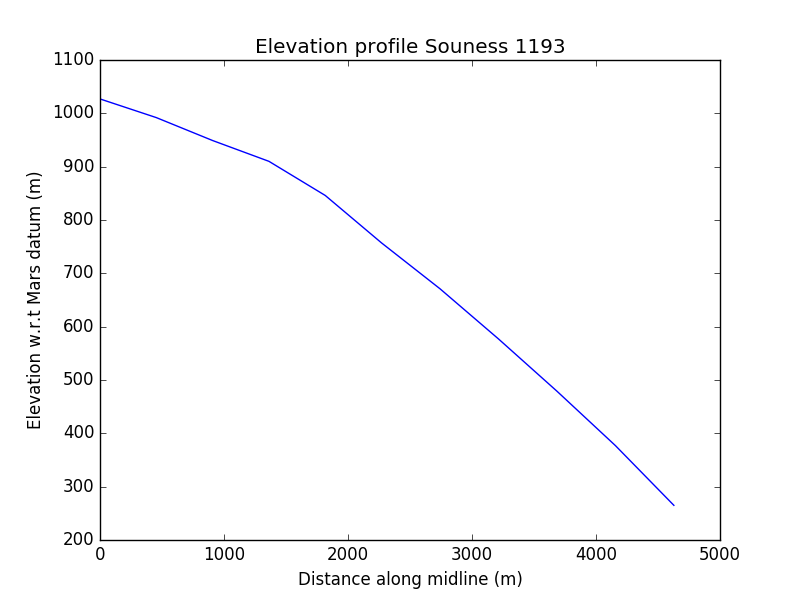 Elevation profile Souness 1193
Elevation w.r.t Mars datum (m)
1100
1000
900
800
700
600
500
400
300
200
0 1000 2000 3000 4000 5000
Distance along midline (m)